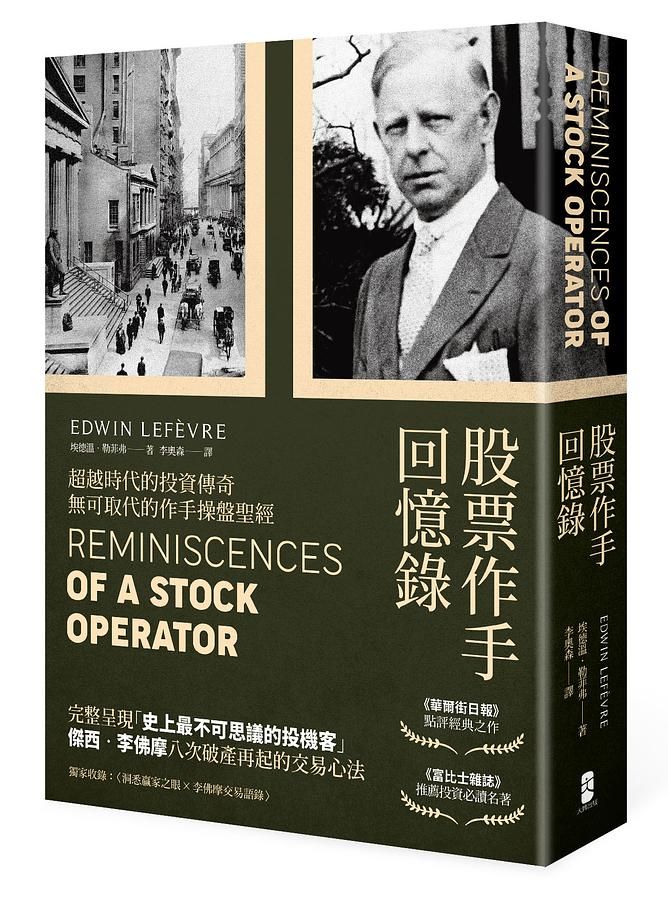 EDWIN LEFÈVRE
埃德溫．勒菲弗──著 李奧森──譯
超越時代的投資傳奇
無可取代的作手操盤聖經
REMINISCENCES
OF A STOCK
OPERATOR
股票作手
回憶錄
完整呈現「史上最不可思議的投機客」
傑西．李佛摩八次破產再起的交易心法
獨家收錄：〈洞悉贏家之眼×李佛摩交易語錄〉
《華爾街日報》
點評經典之作
《富比士雜誌》
推薦投資必讀名著
REMINISCENCES OF
A STOCK OPERATOR
股票作手
回憶錄
EDWIN LEFÈVRE
埃德溫．勒菲弗──著
李奧森──譯
大牌出版